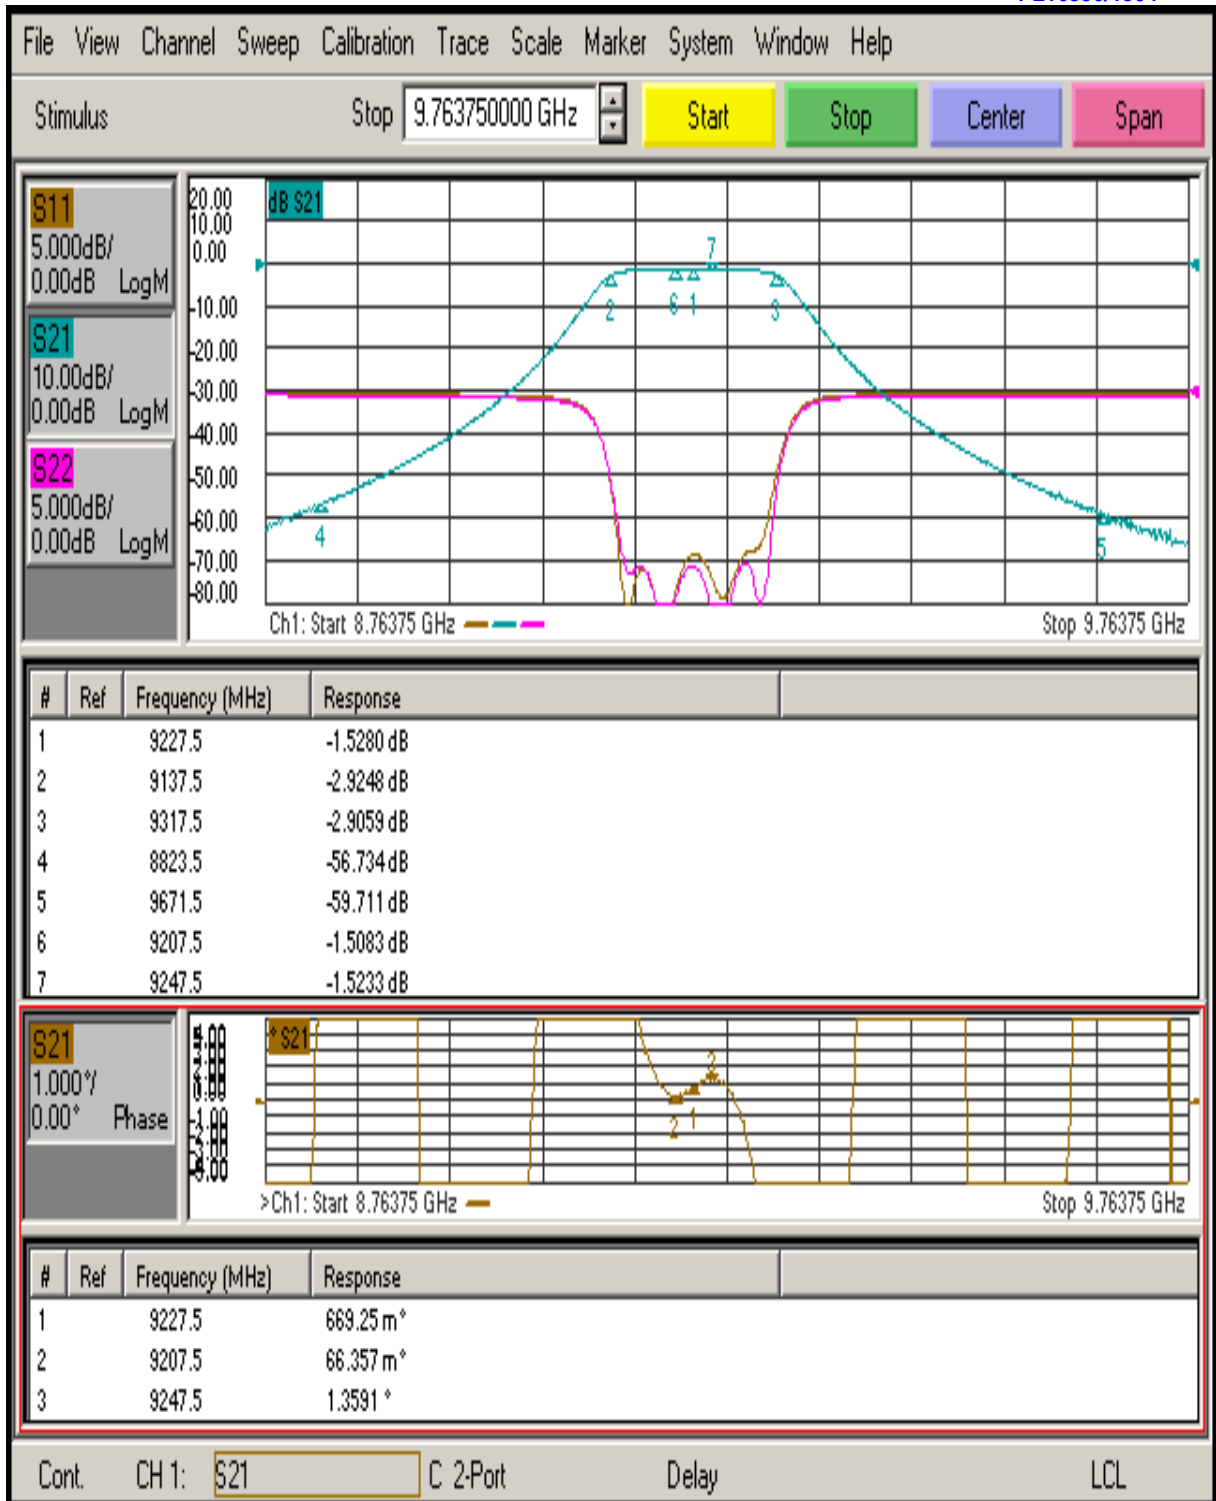 File View Channel Sweep Calibration Trace Scale Marker System Window Help
Stimulus Stop 9.763750000 GHz Start Stop Center Span
S11
5.000dB/
0.00dB LogM
S21
10.00dB/
0.00dB LogM
S22
5.000dB/
0.00dB LogM
dB S21
20.00
10.00
0.00
-10.00
-20.00
-30.00
-40.00
-50.00
-60.00
-70.00
-80.00
7
2 6 1 3
4 5
Ch1: Start 8.76375 GHz Stop 9.76375 GHz
# Ref Frequency (MHz) Response
1 9227.5 -1.5280 dB
2 9137.5 -2.9248 dB
3 9317.5 -2.9059 dB
4 8823.5 -56.734 dB
5 9671.5 -59.711 dB
6 9207.5 -1.5083 dB
7 9247.5 -1.5233 dB
S21
1.000°/
0.00° Phase
° S21
2 1
>Ch1: Start 8.76375 GHz Stop 9.76375 GHz
# Ref Frequency (MHz) Response
1 9227.5 669.25 m°
2 9207.5 66.357 m°
3 9247.5 1.3591 °
Cont. CH 1: S21 C 2-Port Delay LCL